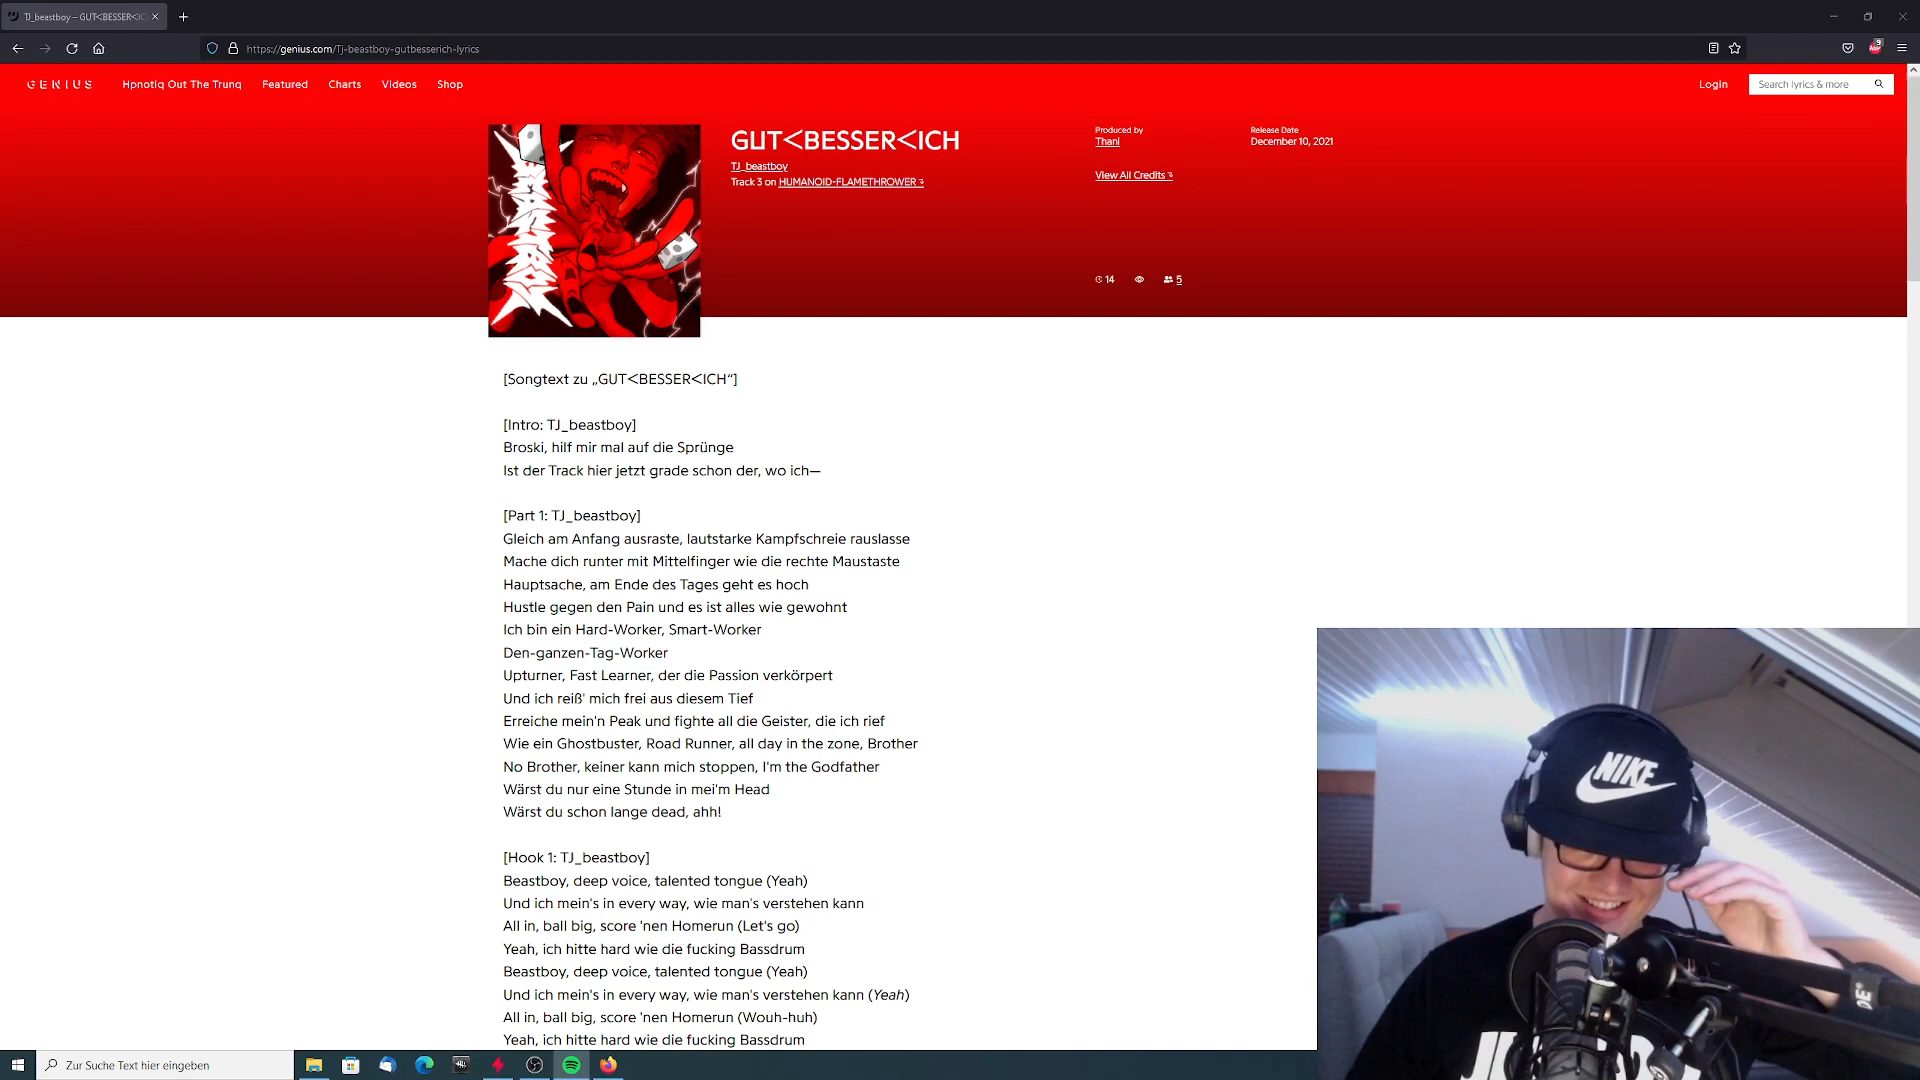 TJ_beastboy – GUT<BESSER<ICH
https://genius.com/Tj-beastboy-gutbesserich-lyrics
GENIUS
Hpnotiq Out The Trunq
Featured
Charts
Videos
Shop
Login
Search lyrics & more
GUT<BESSER<ICH
TJ_beastboy
Track 3 on HUMANOID-FLAMETHROWER
Produced by
Thani
View All Credits
Release Date
December 10, 2021
14
5
[Songtext zu „GUT<BESSER<ICH“]
[Intro: TJ_beastboy]
Broski, hilf mir mal auf die Sprünge
Ist der Track hier jetzt grade schon der, wo ich—
[Part 1: TJ_beastboy]
Gleich am Anfang ausraste, lautstarke Kampfschreie rauslasse
Mache dich runter mit Mittelfinger wie die rechte Maustaste
Hauptsache, am Ende des Tages geht es hoch
Hustle gegen den Pain und es ist alles wie gewohnt
Ich bin ein Hard-Worker, Smart-Worker
Den-ganzen-Tag-Worker
Upturner, Fast Learner, der die Passion verkörpert
Und ich reiß' mich frei aus diesem Tief
Erreiche mein'n Peak und fighte all die Geister, die ich rief
Wie ein Ghostbuster, Road Runner, all day in the zone, Brother
No Brother, keiner kann mich stoppen, I'm the Godfather
Wärst du nur eine Stunde in mei'm Head
Wärst du schon lange dead, ahh!
[Hook 1: TJ_beastboy]
Beastboy, deep voice, talented tongue (Yeah)
Und ich mein's in every way, wie man's verstehen kann
All in, ball big, score 'nen Homerun (Let's go)
Yeah, ich hitte hard wie die fucking Bassdrum
Beastboy, deep voice, talented tongue (Yeah)
Und ich mein's in every way, wie man's verstehen kann (Yeah)
All in, ball big, score 'nen Homerun (Wouh-huh)
Yeah, ich hitte hard wie die fucking Bassdrum
NIKE
Zur Suche Text hier eingeben